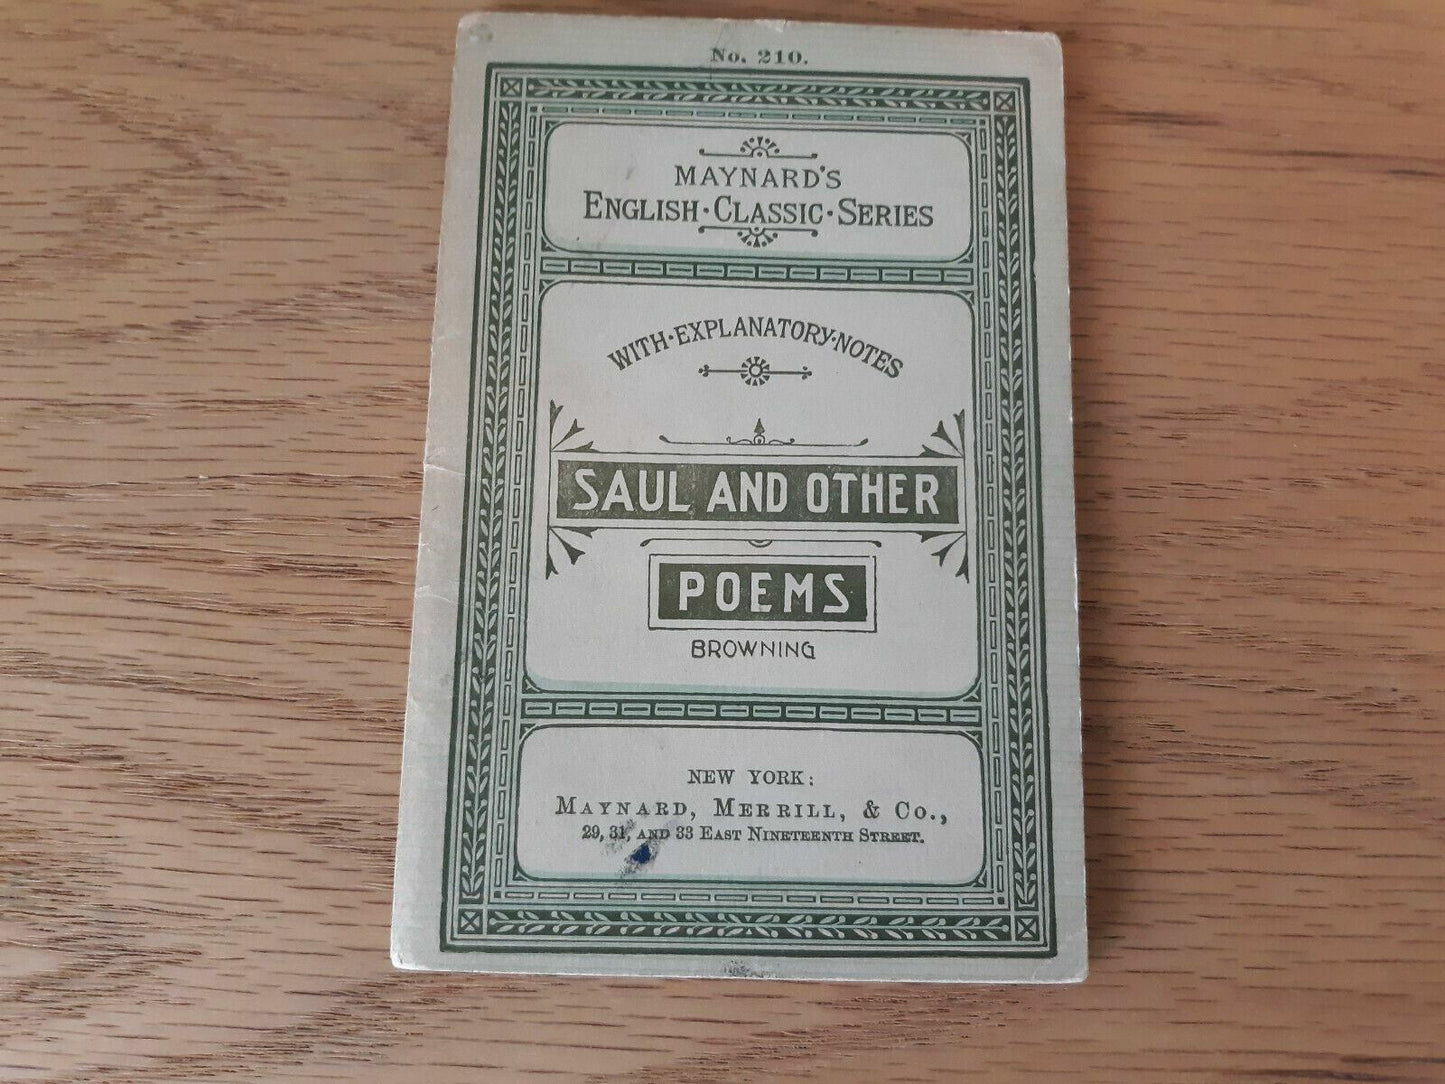 No. 210.
MAYNARD'S
ENGLISH·CLASSIC·SERIES
WITH·EXPLANATORY·NOTES
SAUL AND OTHER
POEMS
BROWNING
NEW YORK:
MAYNARD, MERRILL, & CO.,
29, 31, AND 33 EAST NINETEENTH STREET.